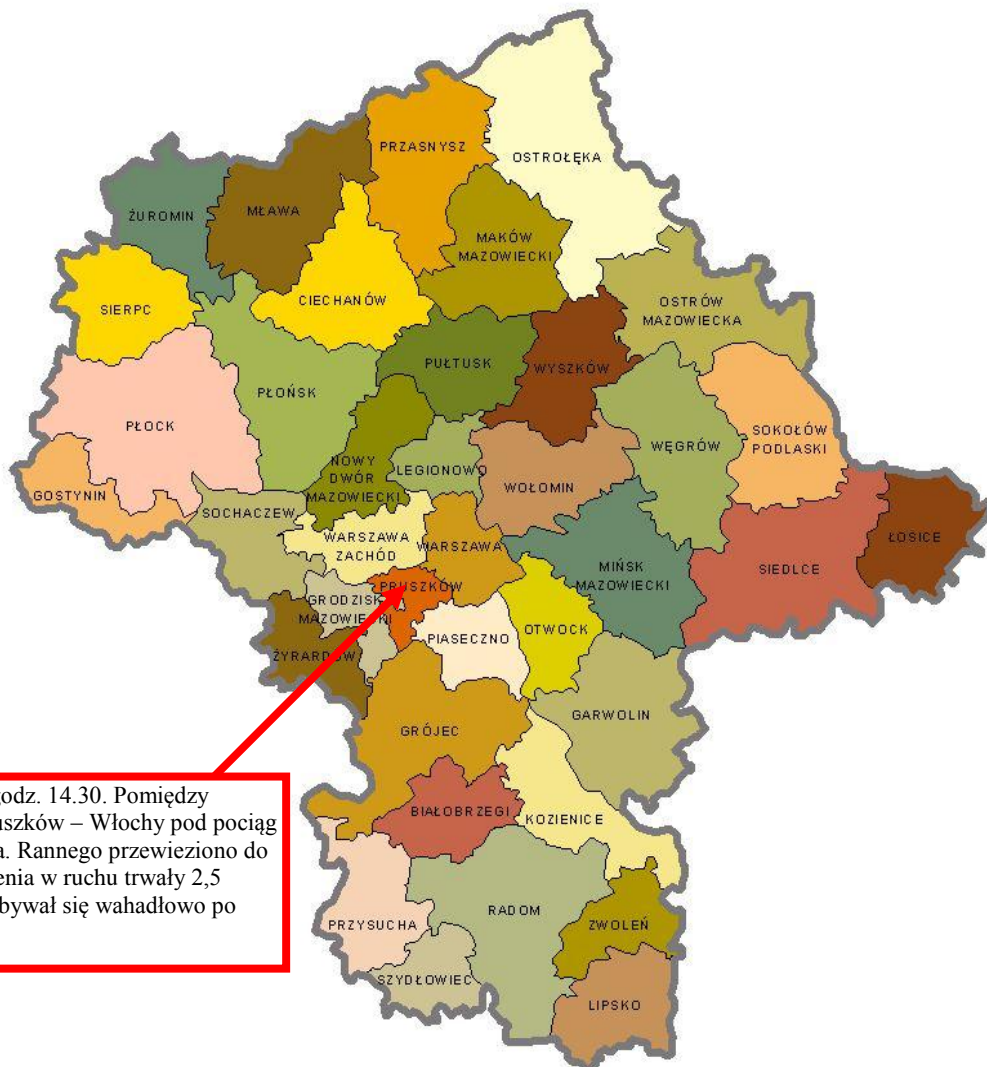 PRZASNYSZ
OSTROŁĘKA
ŻUROMIN
MŁAWA
MAKÓW
MAZOWIECKI
SIERPC
CIECHANÓW
OSTRÓW
MAZOWIECKA
PŁOCK
PŁOŃSK
PUŁTUSK
WYSZKÓW
WĘGRÓW
SOKOŁÓW
PODLASKI
GOSTYNIN
SOCHACZEW
NOWY
DWÓR
MAZOWIECKI
LEGIONOWO
WOŁOMIN
WARSZAWA
ZACHÓD
WARSZAWA
MIŃSK
MAZOWIECKI
SIEDLCE
ŁOSICE
PRUSZKÓW
GRODZISK
MAZOWIECKI
ŻYRARDÓW
PIASECZNO
OTWOCK
GARWOLIN
GRÓJEC
BIAŁOBRZEGI
KOZIENICE
PRZYSUCHA
RADOM
ZWOLEŃ
SZYDŁOWIEC
LIPSKO
godz. 14.30. Pomiędzy
uszków – Włochy pod pociąg
a. Rannego przewieziono do
enia w ruchu trwały 2,5
bywał się wahadłowo po